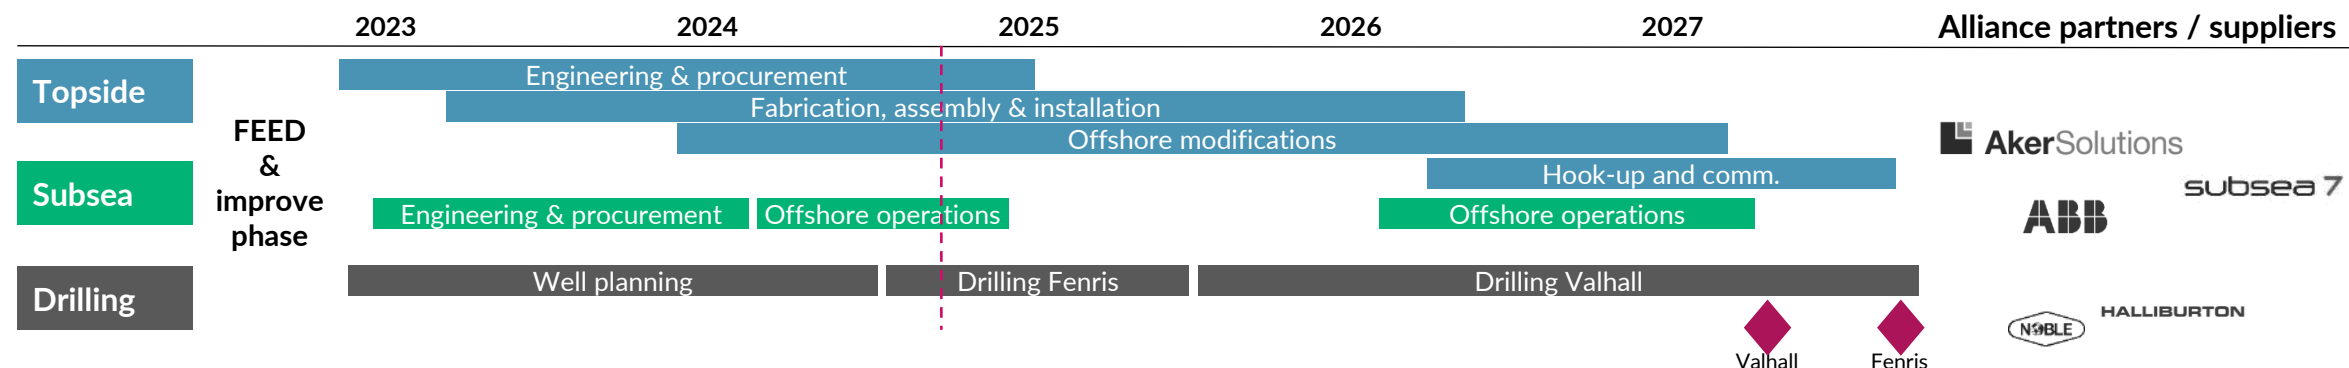 2023 2024 2025 2026 2027 Alliance partners / suppliers
Topside
Engineering & procurement
Fabrication, assembly & installation
Offshore modifications
Hook-up and comm.
FEED
&
improve
phase
Subsea
Engineering & procurement Offshore operations Offshore operations
Drilling
Well planning Drilling Fenris Drilling Valhall
Valhall Fenris
AkerSolutions
subsea 7
ABB
HALLIBURTON
NOBLE